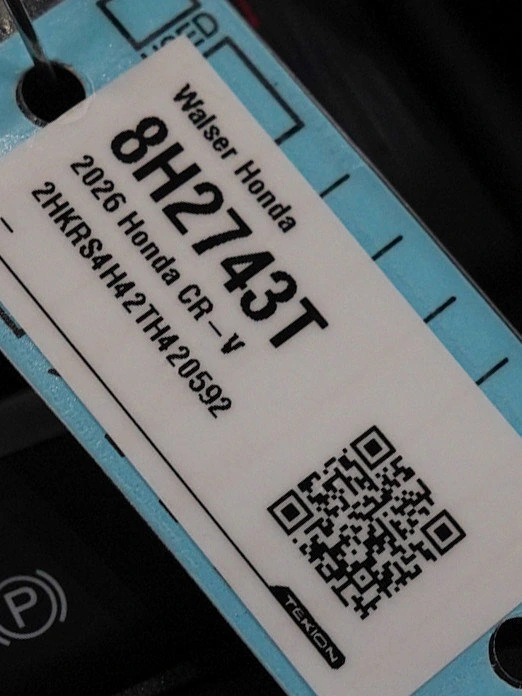 Walser Honda
8H2743T
2026 Honda CR-V
2HKRS4H42TH420592
TEKION
P